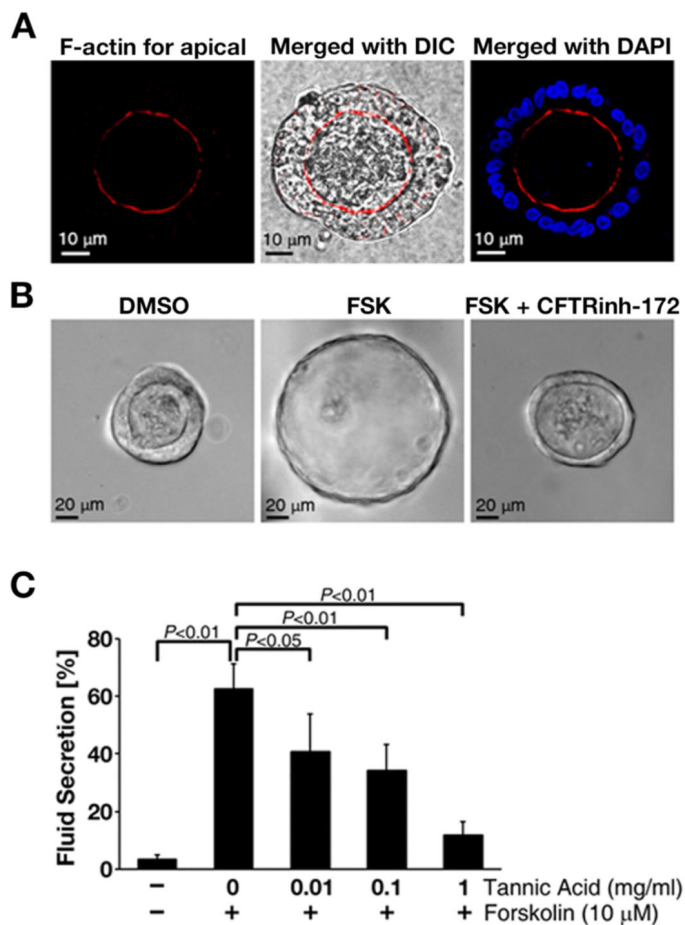 A
F-actin for apical Merged with DIC Merged with DAPI
10 µm 10 µm 10 µm
B
DMSO FSK FSK + CFTRinh-172
20 µm 20 µm 20 µm
C
P<0.01
P<0.01
P<0.01 P<0.05
Fluid Secretion [%]
80
60
40
20
0
– 0 0.01 0.1 1 Tannic Acid (mg/ml)
– + + + + Forskolin (10 µM)